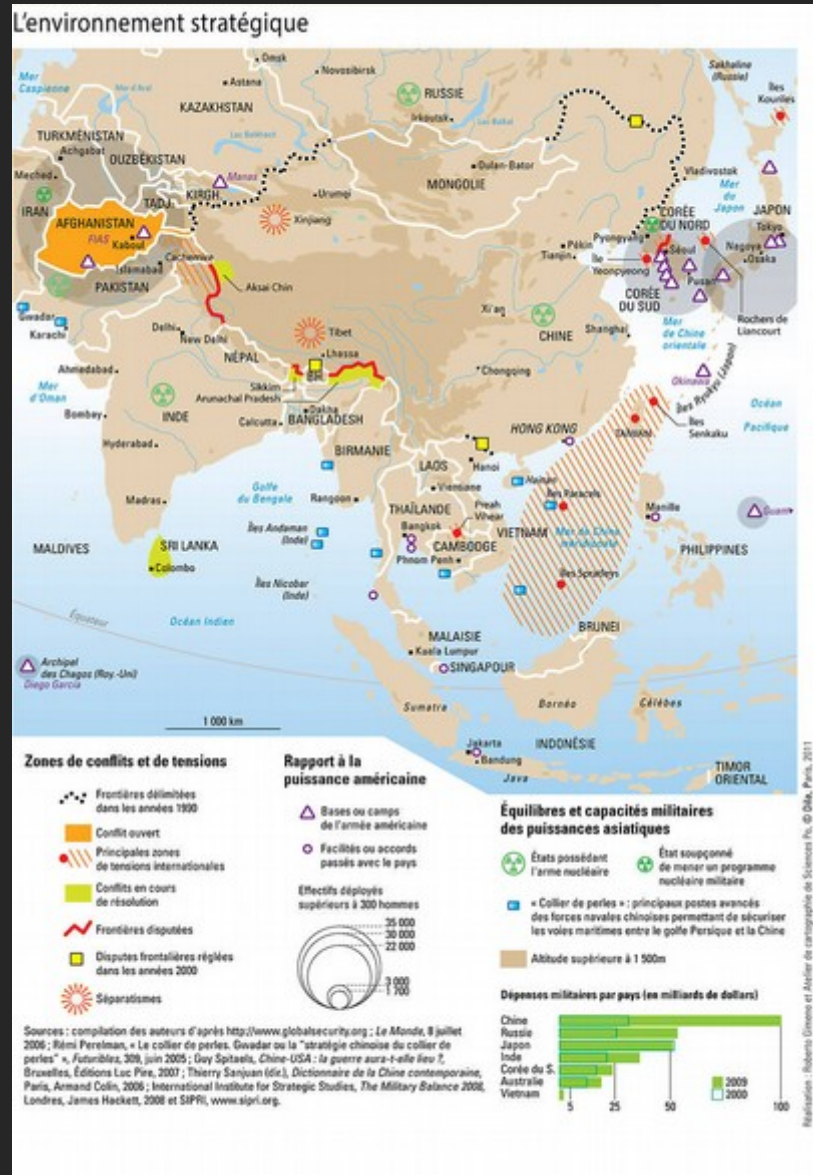 L'environnement stratégique
Omsk
Novosibirsk
Sakhaline
(Russie)
Mer
Caspienne
Mer d'Aral
Astana
RUSSIE
Îles
Kouriles
KAZAKHSTAN
Irkoutsk
Lac Baïkal
Lac Balkach
TURKMÉNISTAN
Achgabat
OUZBÉKISTAN
Oulan-Bator
Vladivostok
Meched
Manas
KIRGH.
Urumqi
MONGOLIE
Mer
du
Japon
IRAN
TADJ.
AFGHANISTAN
FIAS
Kaboul
Xinjiang
CORÉE
DU NORD
JAPON
Tokyo
Pékin
Pyongyang
Séoul
Nagoya
Osaka
Tianjin
Île
Yeonpyeong
Islamabad
Cachemire
Aksai Chin
PAKISTAN
CORÉE
DU SUD
Pusan
Gwadar
Karachi
Xi'an
CHINE
Shanghai
Mer
de Chine
orientale
Rochers de
Liancourt
Delhi
New Delhi
Tibet
Lhassa
NÉPAL
BH.
Chongqing
Ahmedabad
Sikkim
Arunachal Pradesh
Okinawa
Îles Ryukyu (Japon)
Mer
d'Oman
INDE
Dakha
Calcutta
BANGLADESH
HONG KONG
TAÏWAN
Îles
Senkaku
Océan
Pacifique
Bombay
BIRMANIE
Hyderabad
LAOS
Hanoi
Hainan
Golfe
du Bengale
Vientiane
Rangoon
Îles Paracels
Manille
Guam
Madras
THAÏLANDE
Preah
Vihear
Bangkok
VIETNAM
Mer de Chine
méridionale
Îles Andaman
(Inde)
CAMBODGE
Phnom Penh
PHILIPPINES
MALDIVES
SRI LANKA
Colombo
Îles Spratleys
Îles Nicobar
(Inde)
Équateur
Océan Indien
BRUNEI
MALAISIE
Kuala Lumpur
SINGAPOUR
Archipel
des Chagos (Roy.-Uni)
Diego Garcia
Sumatra
Bornéo
Célèbes
1 000 km
Jakarta
INDONÉSIE
Bandung
Java
TIMOR
ORIENTAL
Zones de conflits et de tensions
Frontières délimitées
dans les années 1990
Conflit ouvert
Principales zones
de tensions internationales
Conflits en cours
de résolution
Frontières disputées
Disputes frontalières réglées
dans les années 2000
Séparatismes
Rapport à la
puissance américaine
Bases ou camps
de l'armée américaine
Facilités ou accords
passés avec le pays
Effectifs déployés
supérieurs à 300 hommes
35 000
30 000
22 000
3 000
1 700
Équilibres et capacités militaires
des puissances asiatiques
États possédant
l'arme nucléaire
État soupçonné
de mener un programme
nucléaire militaire
« Collier de perles » : principaux postes avancés
des forces navales chinoises permettant de sécuriser
les voies maritimes entre le golfe Persique et la Chine
Altitude supérieure à 1 500m
Dépenses militaires par pays (en milliards de dollars)
Chine
Russie
Japon
Inde
Corée du S.
Australie
Vietnam
2009
2000
5 25 50 100
Sources : compilation des auteurs d'après http://www.globalsecurity.org ; Le Monde, 8 juillet
2006 ; Rémi Perelman, « Le collier de perles. Gwadar ou la "stratégie chinoise du collier de
perles" », Futuribles, 309, juin 2005 ; Guy Spitaels, Chine-USA : la guerre aura-t-elle lieu ?,
Bruxelles, Éditions Luc Pire, 2007 ; Thierry Sanjuan (dir.), Dictionnaire de la Chine contemporaine,
Paris, Armand Colin, 2006 ; International Institute for Strategic Studies, The Military Balance 2008,
Londres, James Hackett, 2008 et SIPRI, www.sipri.org.
Réalisation : Roberto Gimeno et Atelier de cartographie de Sciences Po, © Dila, Paris, 2011